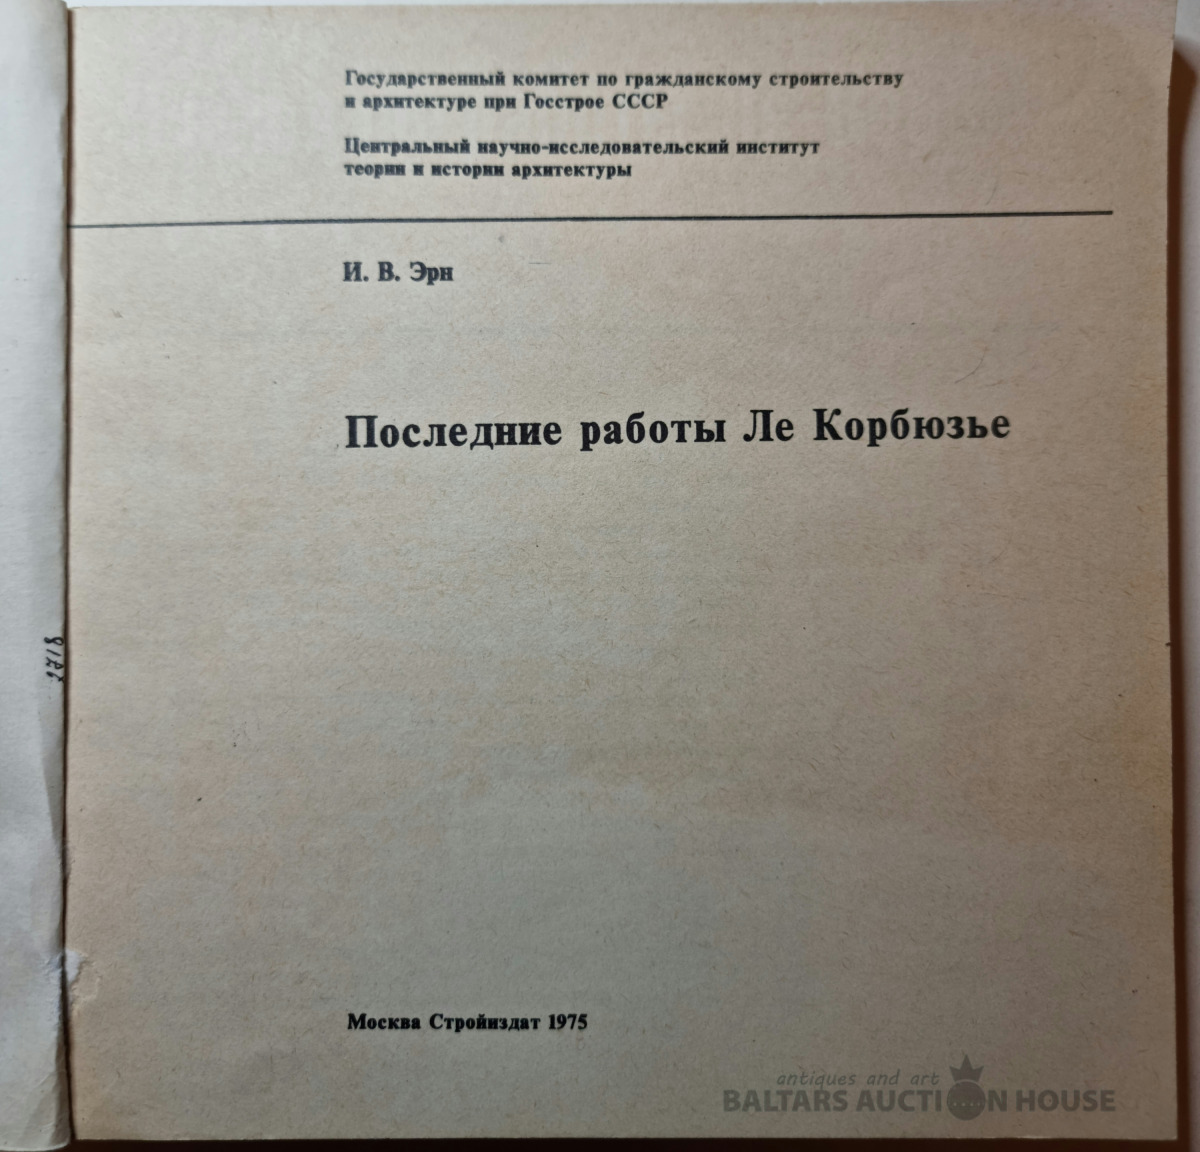 Государственный комитет по гражданскому строительству
и архитектуре при Госстрое СССР
Центральный научно-исследовательский институт
теории и истории архитектуры
И. В. Эрн
Последние работы Ле Корбюзье
Москва Стройиздат 1975
antiques and art
BALTARS AUCTION HOUSE